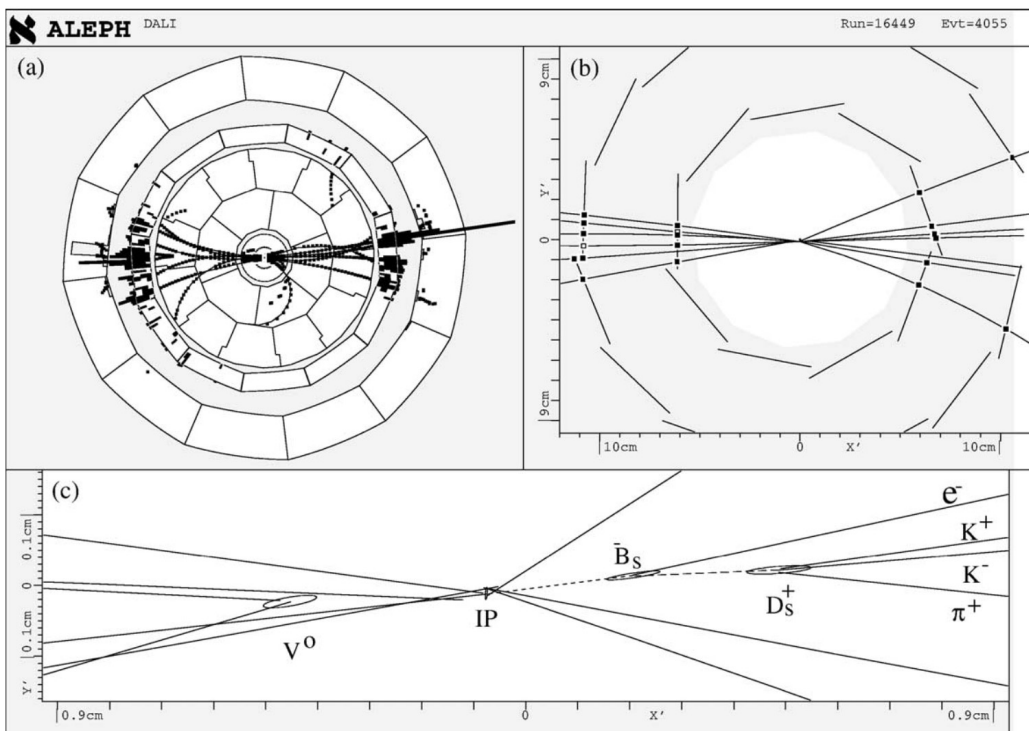 ALEPH DALI Run=16449 Evt=4055
(a)
(b)
9cm
Y'
0
9cm
10cm 0 X' 10cm
(c)
0.1cm
0
0.1cm
Y'
e-
K+
B̄s
K-
Ds+
π+
IP
V0
0.9cm 0 X' 0.9cm